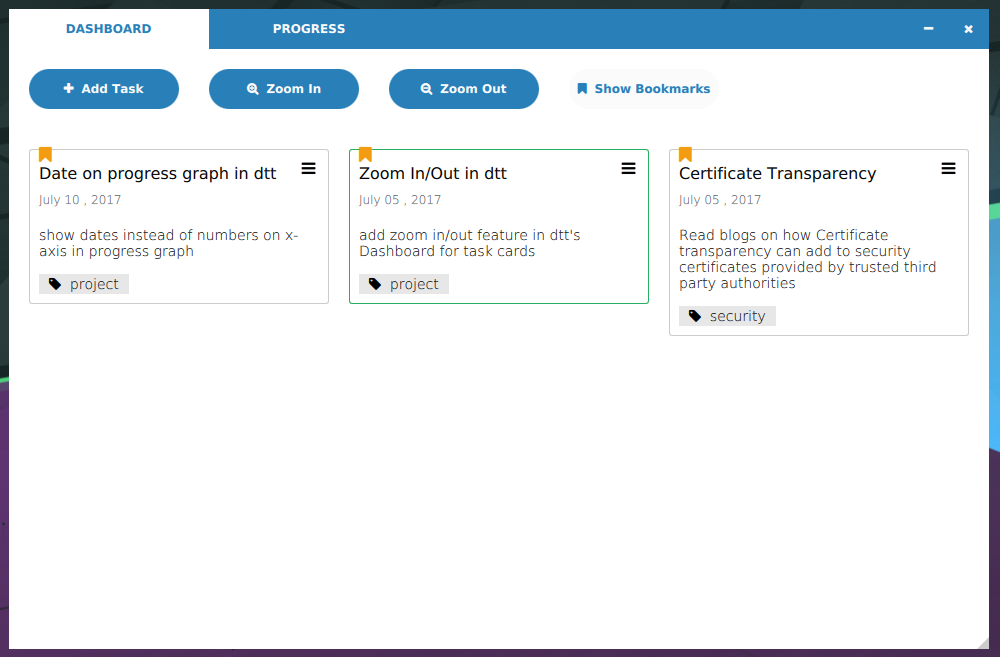 DASHBOARD PROGRESS
Add Task Zoom In Zoom Out Show Bookmarks
Date on progress graph in dtt
July 10 , 2017
show dates instead of numbers on x-
axis in progress graph
project
Zoom In/Out in dtt
July 05 , 2017
add zoom in/out feature in dtt's
Dashboard for task cards
project
Certificate Transparency
July 05 , 2017
Read blogs on how Certificate
transparency can add to security
certificates provided by trusted third
party authorities
security